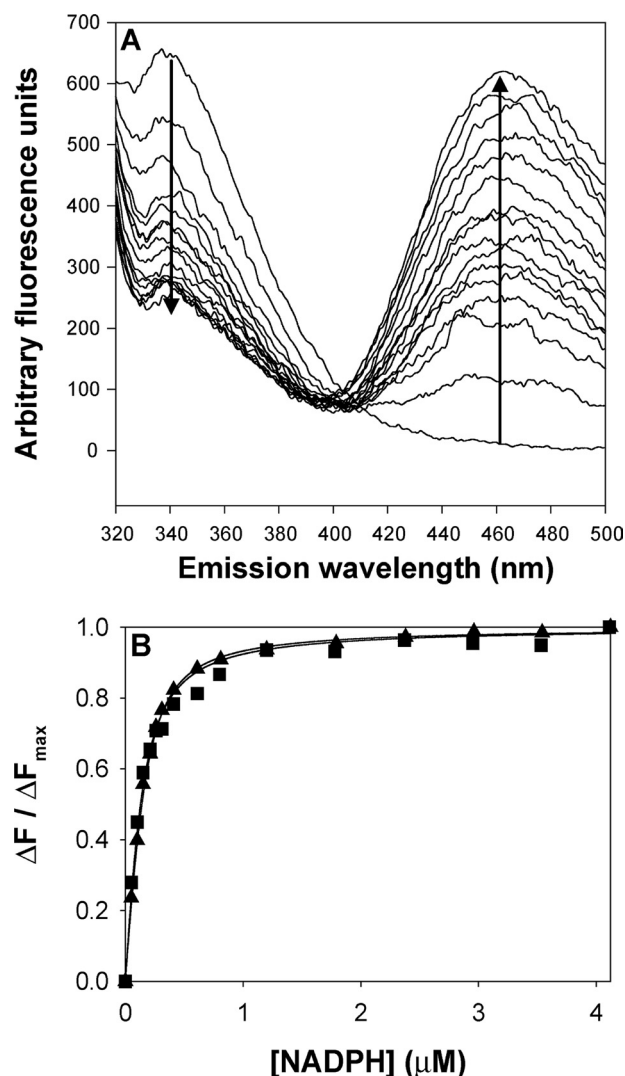 A
Arbitrary fluorescence units
700
600
500
400
300
200
100
0
320 340 360 380 400 420 440 460 480 500
Emission wavelength (nm)
B
ΔF / ΔFmax
1.0
0.8
0.6
0.4
0.2
0.0
0 1 2 3 4
[NADPH] (μM)